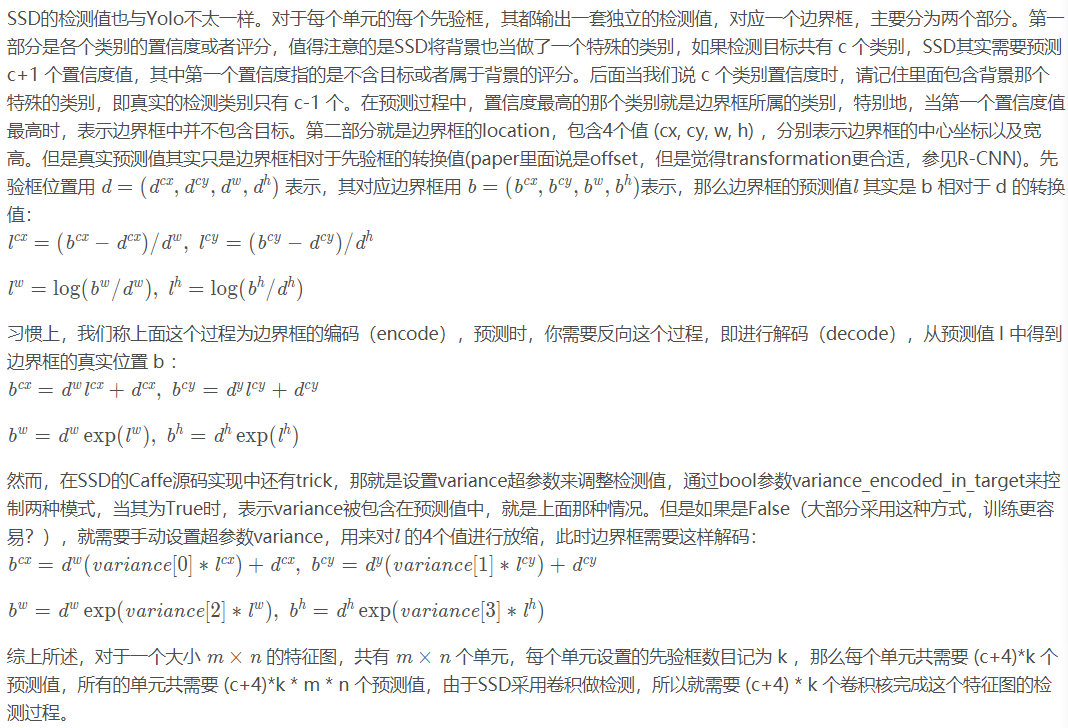 SSD的检测值也与Yolo不太一样。对于每个单元的每个先验框，其都输出一套独立的检测值，对应一个边界框，主要分为两个部分。第一
部分是各个类别的置信度或者评分，值得注意的是SSD将背景也当做了一个特殊的类别，如果检测目标共有 c 个类别，SSD其实需要预测
c+1 个置信度值，其中第一个置信度指的是不含目标或者属于背景的评分。后面当我们说 c 个类别置信度时，请记住里面包含背景那个
特殊的类别，即真实的检测类别只有 c-1 个。在预测过程中，置信度最高的那个类别就是边界框所属的类别，特别地，当第一个置信度值
最高时，表示边界框中并不包含目标。第二部分就是边界框的location，包含4个值 (cx, cy, w, h) ，分别表示边界框的中心坐标以及宽
高。但是真实预测值其实只是边界框相对于先验框的转换值(paper里面说是offset，但是觉得transformation更合适，参见R-CNN)。先
验框位置用 $d = (d^{cx}, d^{cy}, d^{w}, d^{h})$ 表示，其对应边界框用 $b = (b^{cx}, b^{cy}, b^{w}, b^{h})$表示，那么边界框的预测值$l$ 其实是 b 相对于 d 的转换
值：
$l^{cx} = (b^{cx} - d^{cx})/d^{w},\ l^{cy} = (b^{cy} - d^{cy})/d^{h}$
$l^{w} = \log(b^{w}/d^{w}),\ l^{h} = \log(b^{h}/d^{h})$
习惯上，我们称上面这个过程为边界框的编码（encode），预测时，你需要反向这个过程，即进行解码（decode），从预测值 l 中得到
边界框的真实位置 b ：
$b^{cx} = d^{w}l^{cx} + d^{cx},\ b^{cy} = d^{y}l^{cy} + d^{cy}$
$b^{w} = d^{w}\exp(l^{w}),\ b^{h} = d^{h}\exp(l^{h})$
然而，在SSD的Caffe源码实现中还有trick，那就是设置variance超参数来调整检测值，通过bool参数variance_encoded_in_target来控
制两种模式，当其为True时，表示variance被包含在预测值中，就是上面那种情况。但是如果是False（大部分采用这种方式，训练更容
易？），就需要手动设置超参数variance，用来对$l$ 的4个值进行放缩，此时边界框需要这样解码：
$b^{cx} = d^{w}(variance[0] * l^{cx}) + d^{cx},\ b^{cy} = d^{y}(variance[1] * l^{cy}) + d^{cy}$
$b^{w} = d^{w}\exp(variance[2] * l^{w}),\ b^{h} = d^{h}\exp(variance[3] * l^{h})$
综上所述，对于一个大小 $m \times n$ 的特征图，共有 $m \times n$ 个单元，每个单元设置的先验框数目记为 k ，那么每个单元共需要 (c+4)*k 个
预测值，所有的单元共需要 (c+4)*k * m * n 个预测值，由于SSD采用卷积做检测，所以就需要 (c+4) * k 个卷积核完成这个特征图的检
测过程。